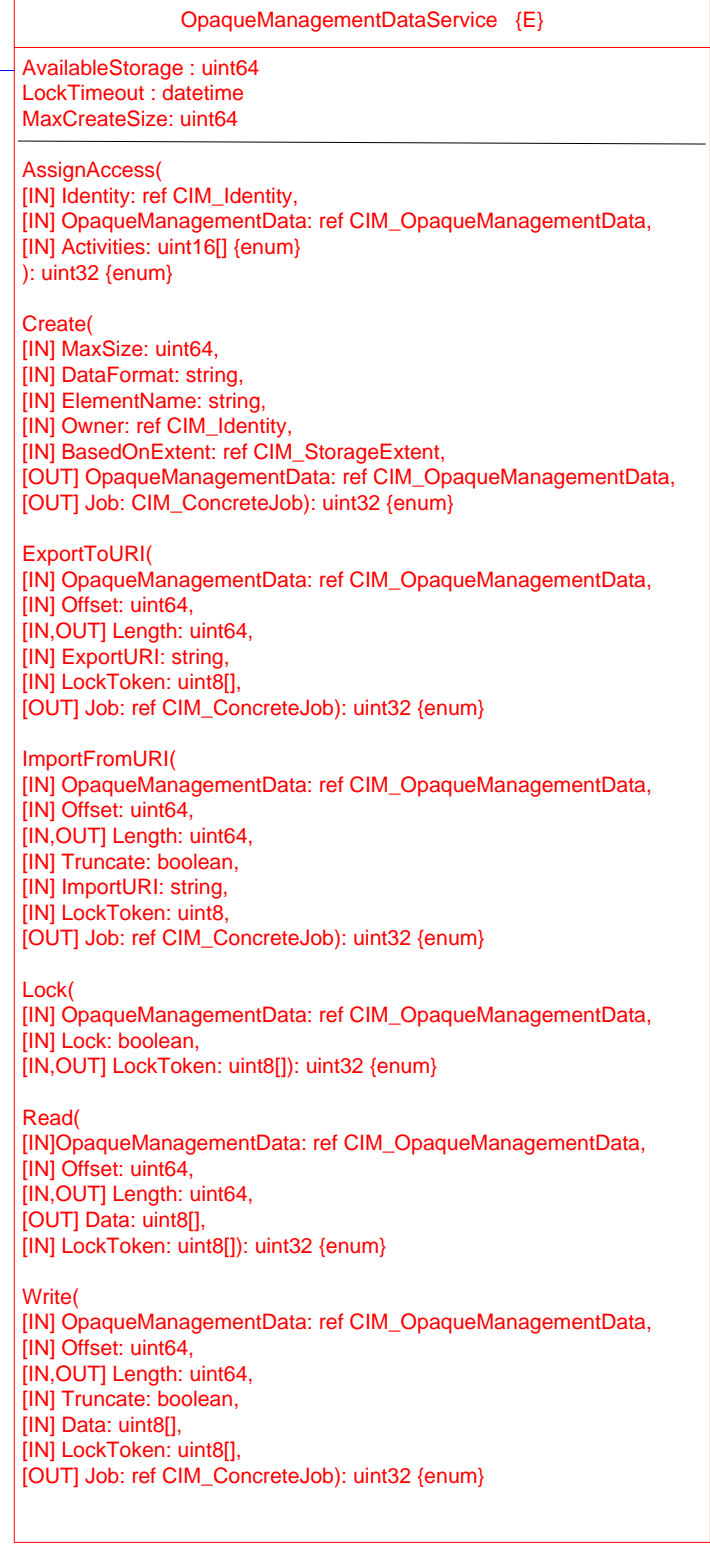 OpaqueManagementDataService {E}
AvailableStorage : uint64
LockTimeout : datetime
MaxCreateSize: uint64
AssignAccess(
[IN] Identity: ref CIM_Identity,
[IN] OpaqueManagementData: ref CIM_OpaqueManagementData,
[IN] Activities: uint16[] {enum}
): uint32 {enum}
Create(
[IN] MaxSize: uint64,
[IN] DataFormat: string,
[IN] ElementName: string,
[IN] Owner: ref CIM_Identity,
[IN] BasedOnExtent: ref CIM_StorageExtent,
[OUT] OpaqueManagementData: ref CIM_OpaqueManagementData,
[OUT] Job: CIM_ConcreteJob): uint32 {enum}
ExportToURI(
[IN] OpaqueManagementData: ref CIM_OpaqueManagementData,
[IN] Offset: uint64,
[IN,OUT] Length: uint64,
[IN] ExportURI: string,
[IN] LockToken: uint8[],
[OUT] Job: ref CIM_ConcreteJob): uint32 {enum}
ImportFromURI(
[IN] OpaqueManagementData: ref CIM_OpaqueManagementData,
[IN] Offset: uint64,
[IN,OUT] Length: uint64,
[IN] Truncate: boolean,
[IN] ImportURI: string,
[IN] LockToken: uint8,
[OUT] Job: ref CIM_ConcreteJob): uint32 {enum}
Lock(
[IN] OpaqueManagementData: ref CIM_OpaqueManagementData,
[IN] Lock: boolean,
[IN,OUT] LockToken: uint8[]): uint32 {enum}
Read(
[IN]OpaqueManagementData: ref CIM_OpaqueManagementData,
[IN] Offset: uint64,
[IN,OUT] Length: uint64,
[OUT] Data: uint8[],
[IN] LockToken: uint8[]): uint32 {enum}
Write(
[IN] OpaqueManagementData: ref CIM_OpaqueManagementData,
[IN] Offset: uint64,
[IN,OUT] Length: uint64,
[IN] Truncate: boolean,
[IN] Data: uint8[],
[IN] LockToken: uint8[],
[OUT] Job: ref CIM_ConcreteJob): uint32 {enum}